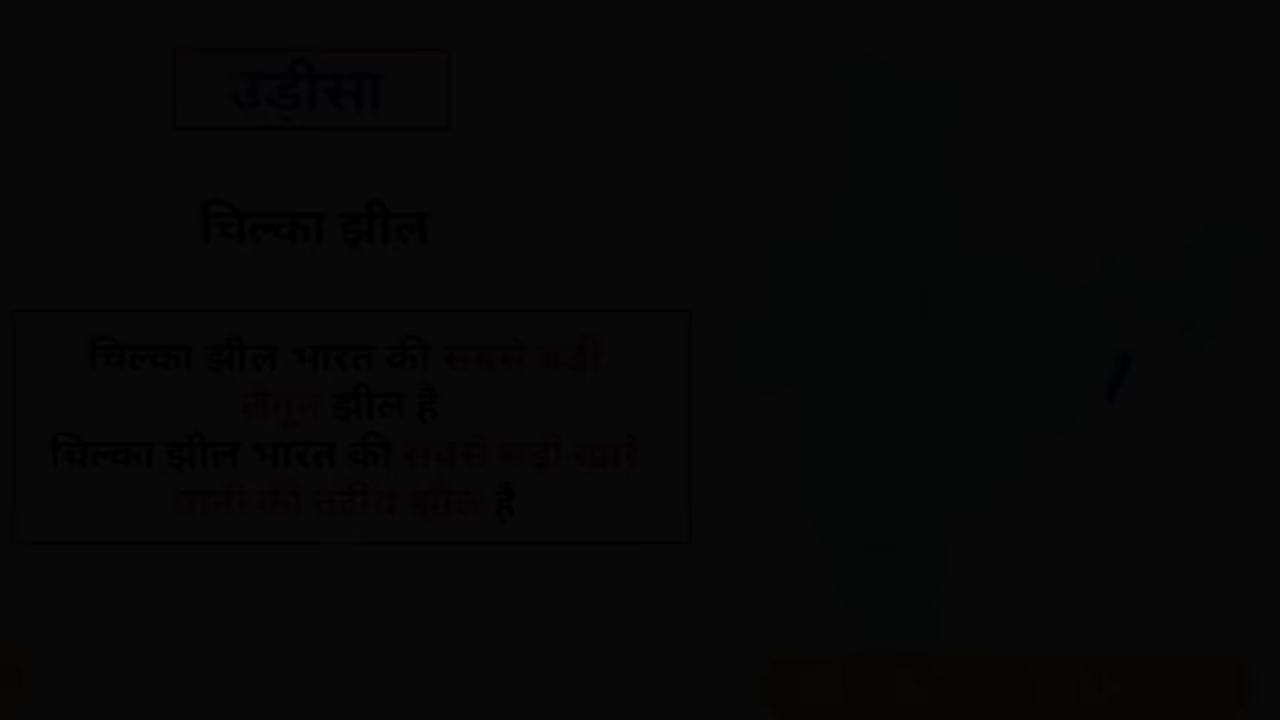 उड़ीसा
चिल्का झील
चिल्का झील भारत की सबसे बड़ी
लैगून झील है
चिल्का झील भारत की सबसे बड़ी खारे
पानी की तटीय झील है